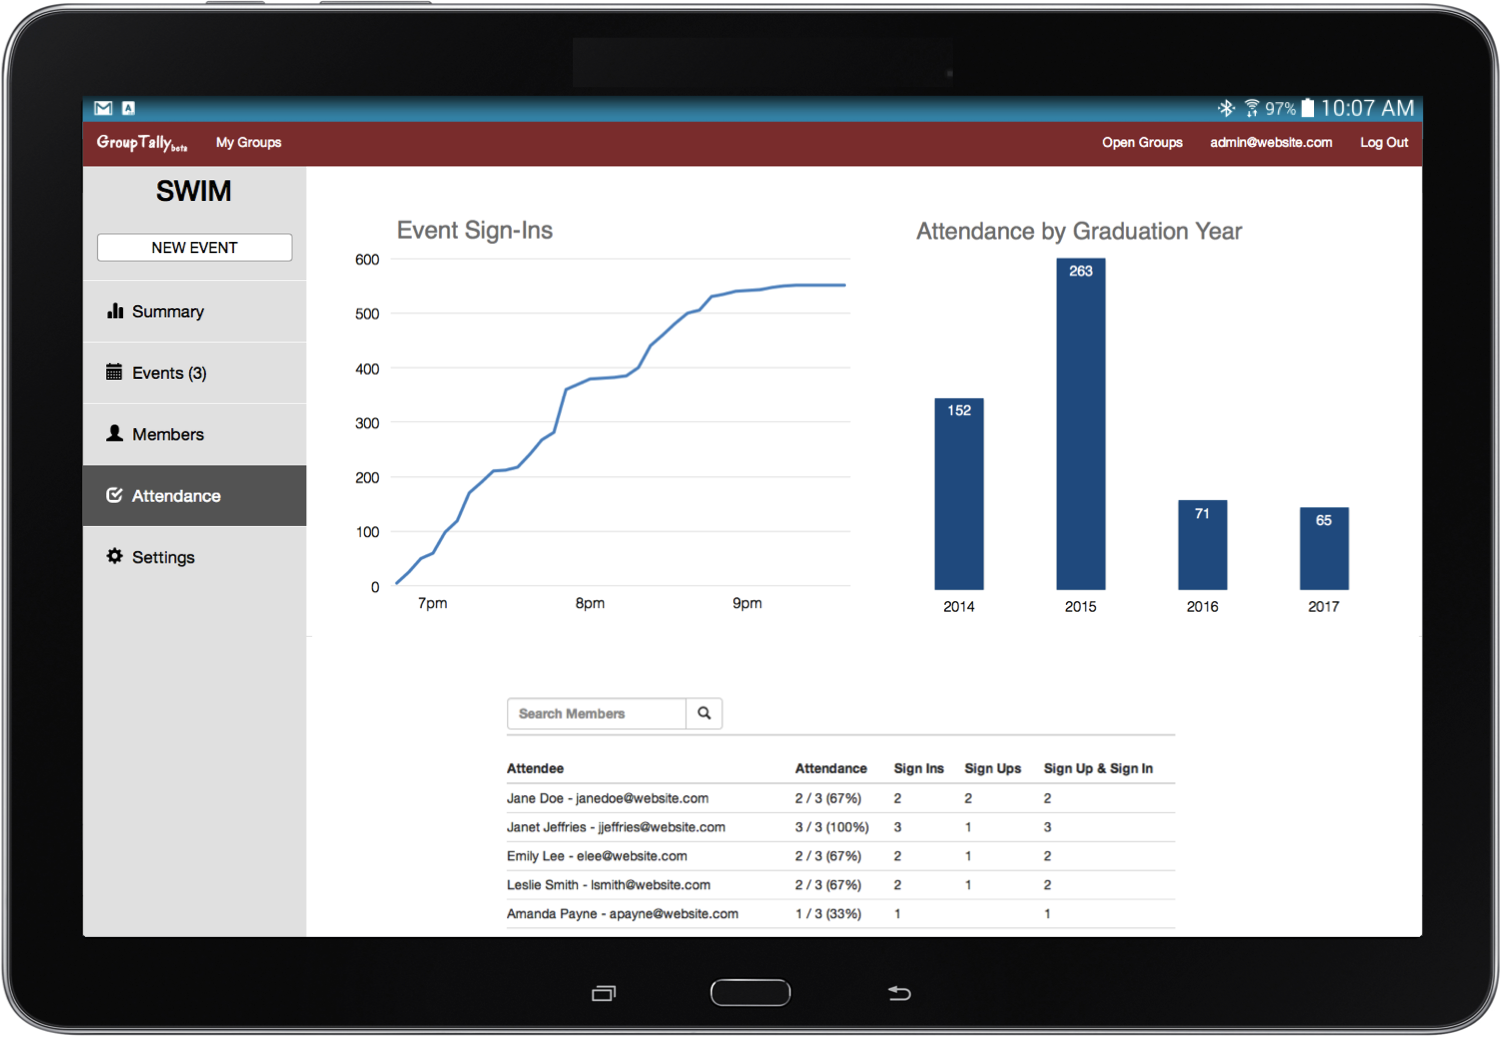 97% 10:07 AM
GroupTally beta My Groups Open Groups admin@website.com Log Out
SWIM
NEW EVENT
Summary
Events (3)
Members
Attendance
Settings
Event Sign-Ins
600
500
400
300
200
100
0
7pm 8pm 9pm
Attendance by Graduation Year
152 263 71 65
2014 2015 2016 2017
Search Members
Attendee Attendance Sign Ins Sign Ups Sign Up & Sign In
Jane Doe - janedoe@website.com 2 / 3 (67%) 2 2 2
Janet Jeffries - jjeffries@website.com 3 / 3 (100%) 3 1 3
Emily Lee - elee@website.com 2 / 3 (67%) 2 1 2
Leslie Smith - lsmith@website.com 2 / 3 (67%) 2 1 2
Amanda Payne - apayne@website.com 1 / 3 (33%) 1 1